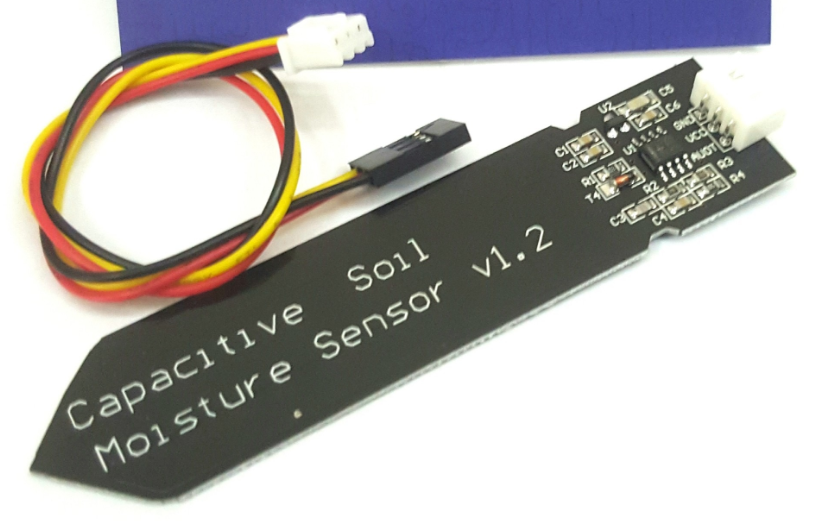 Capacitive Soil
Moisture Sensor v1.2
U2
C5
C6
GND
VCC
AUOT
C1
C2
U1
R1
T4
R2
R3
R4
C3
C4